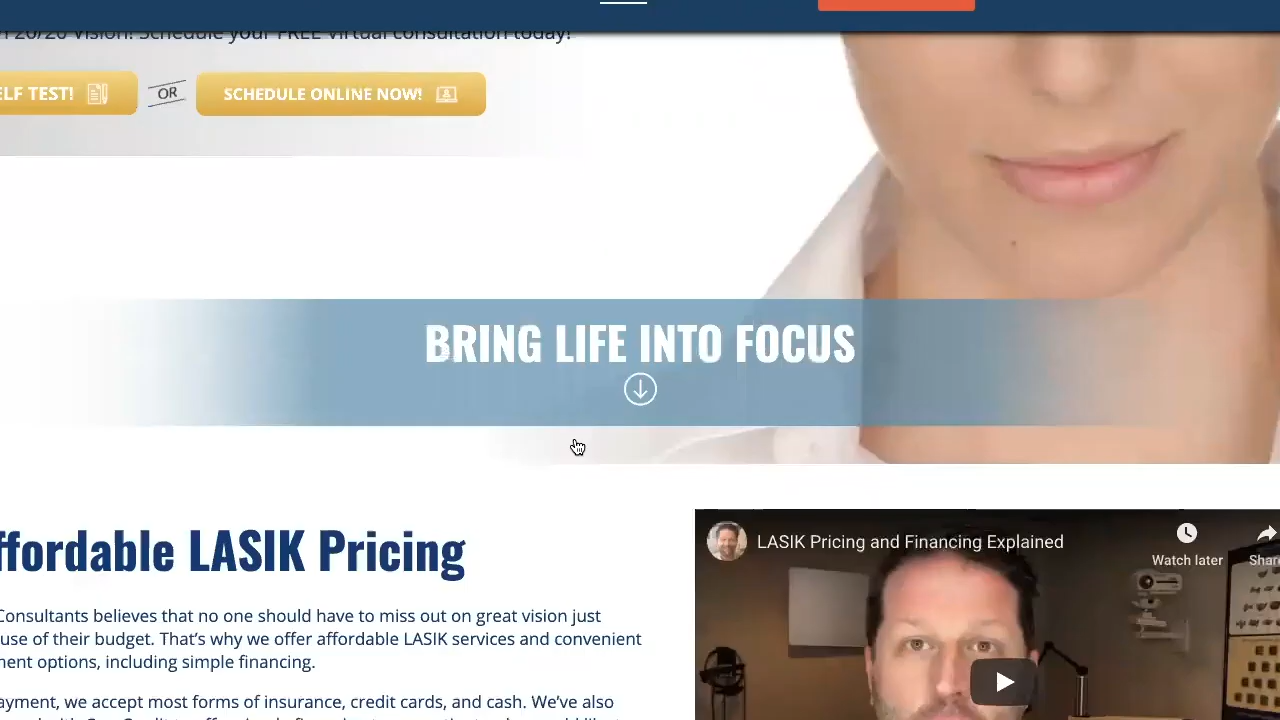 20/20 Vision! Schedule your FREE virtual consultation today!
SELF TEST!
OR
SCHEDULE ONLINE NOW!
BRING LIFE INTO FOCUS
ffordable LASIK Pricing
Consultants believes that no one should have to miss out on great vision just
use of their budget. That's why we offer affordable LASIK services and convenient
ment options, including simple financing.
ayment, we accept most forms of insurance, credit cards, and cash. We've also
LASIK Pricing and Financing Explained
Watch later
Share